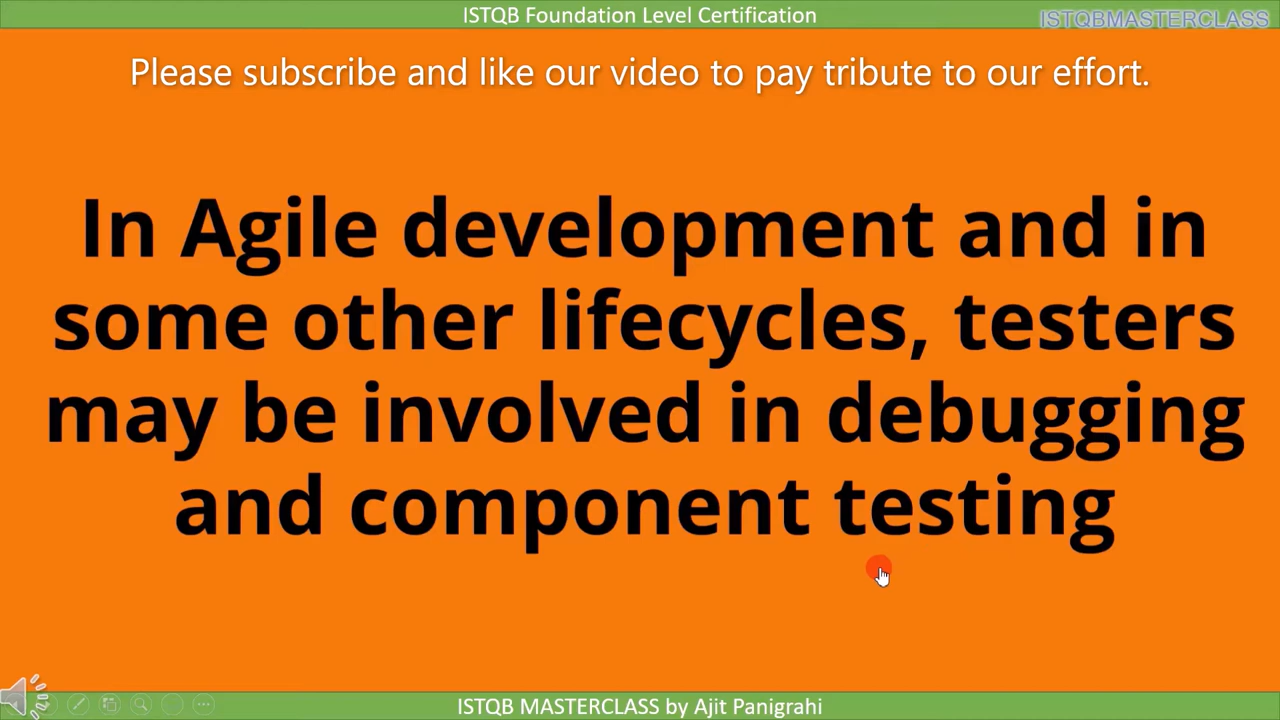 ISTQB Foundation Level Certification
ISTQBMASTERCLASS
Please subscribe and like our video to pay tribute to our effort.
In Agile development and in
some other lifecycles, testers
may be involved in debugging
and component testing
ISTQB MASTERCLASS by Ajit Panigrahi